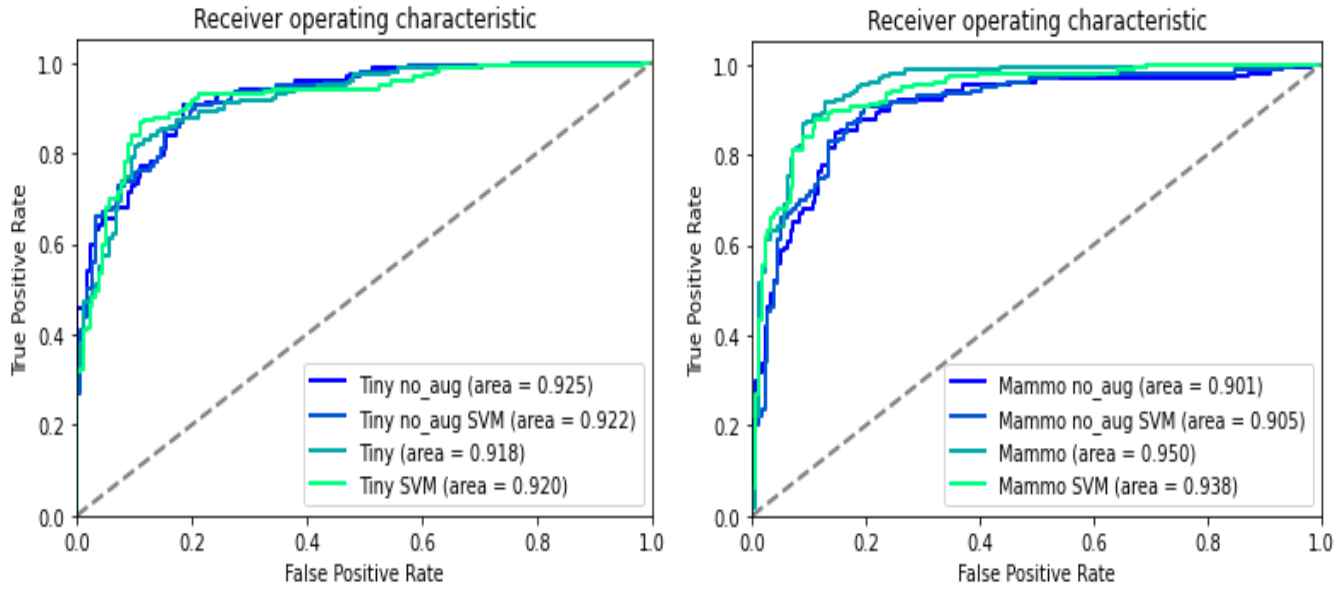 Receiver operating characteristic
True Positive Rate
1.0
0.8
0.6
0.4
0.2
0.0
Tiny no_aug (area = 0.925)
Tiny no_aug SVM (area = 0.922)
Tiny (area = 0.918)
Tiny SVM (area = 0.920)
0.0 0.2 0.4 0.6 0.8 1.0
False Positive Rate
Receiver operating characteristic
True Positive Rate
1.0
0.8
0.6
0.4
0.2
0.0
Mammo no_aug (area = 0.901)
Mammo no_aug SVM (area = 0.905)
Mammo (area = 0.950)
Mammo SVM (area = 0.938)
0.0 0.2 0.4 0.6 0.8 1.0
False Positive Rate